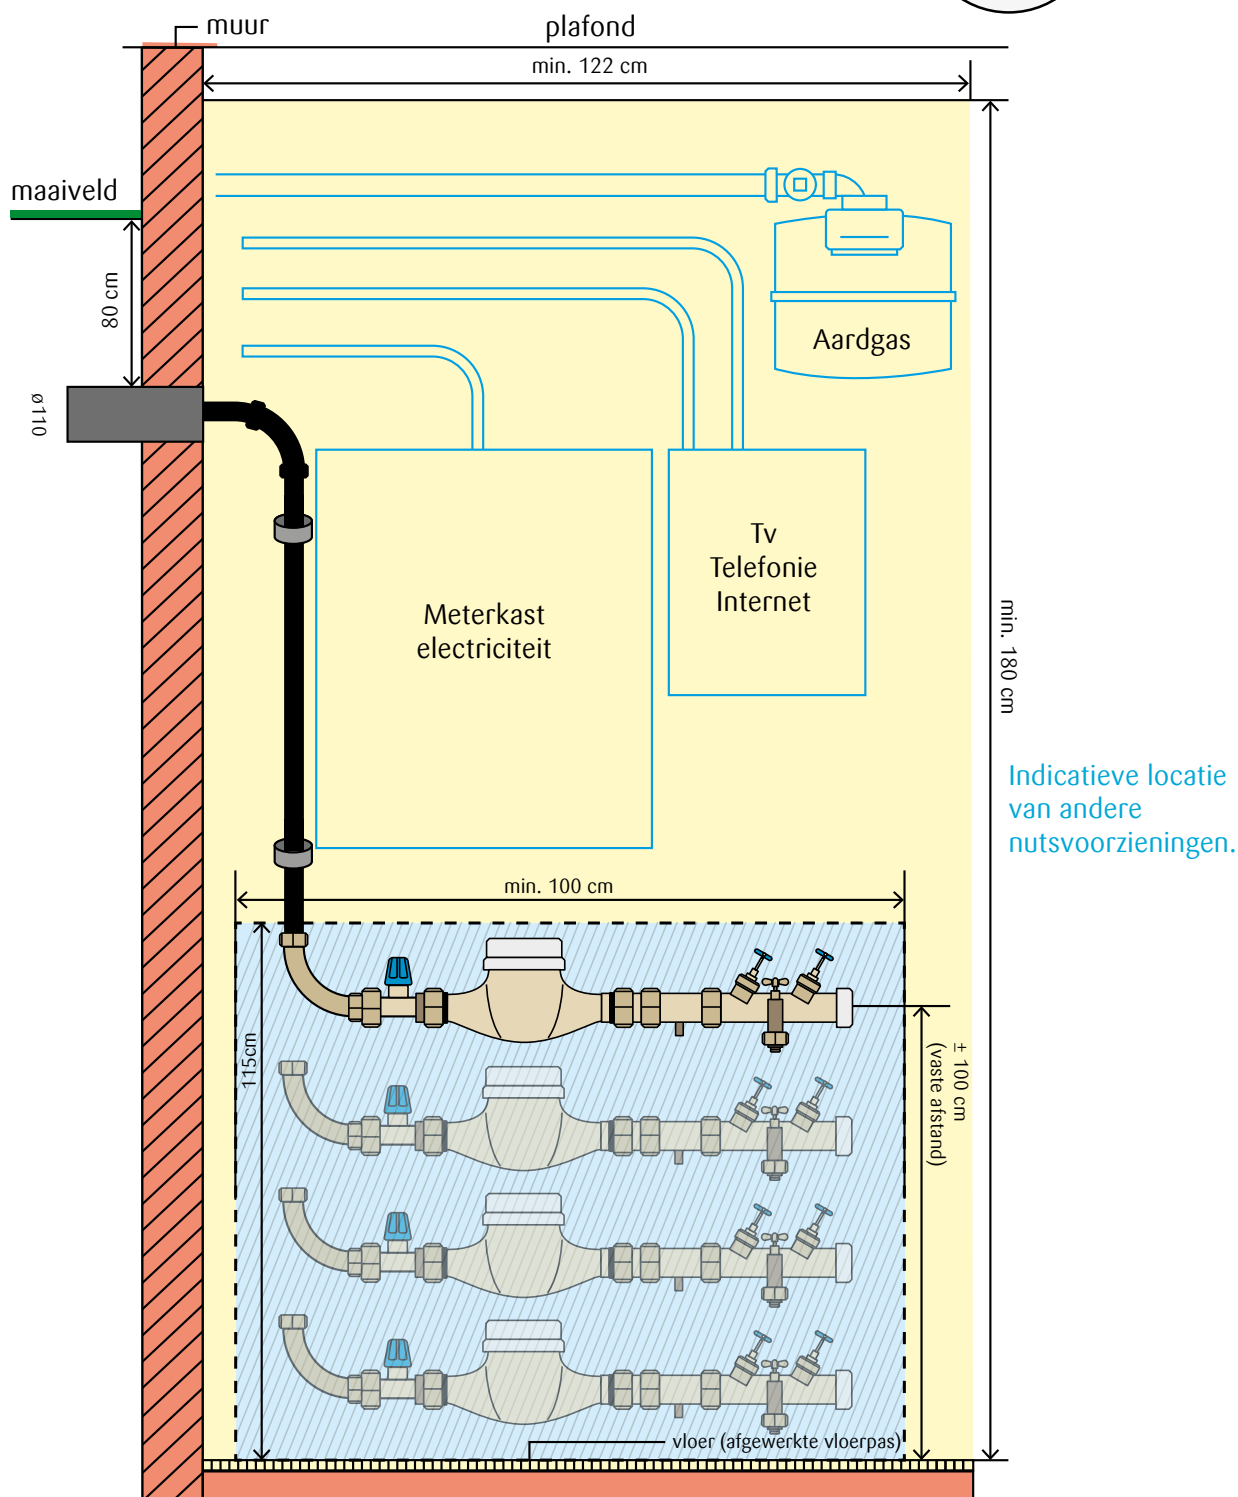 muur
plafond
min. 122 cm
maaiveld
80 cm
ø110
Aardgas
Tv
Telefonie
Internet
Meterkast
electriciteit
min. 180 cm
Indicatieve locatie
van andere
nutsvoorzieningen.
min. 100 cm
115cm
± 100 cm
(vaste afstand)
vloer (afgewerkte vloerpas)